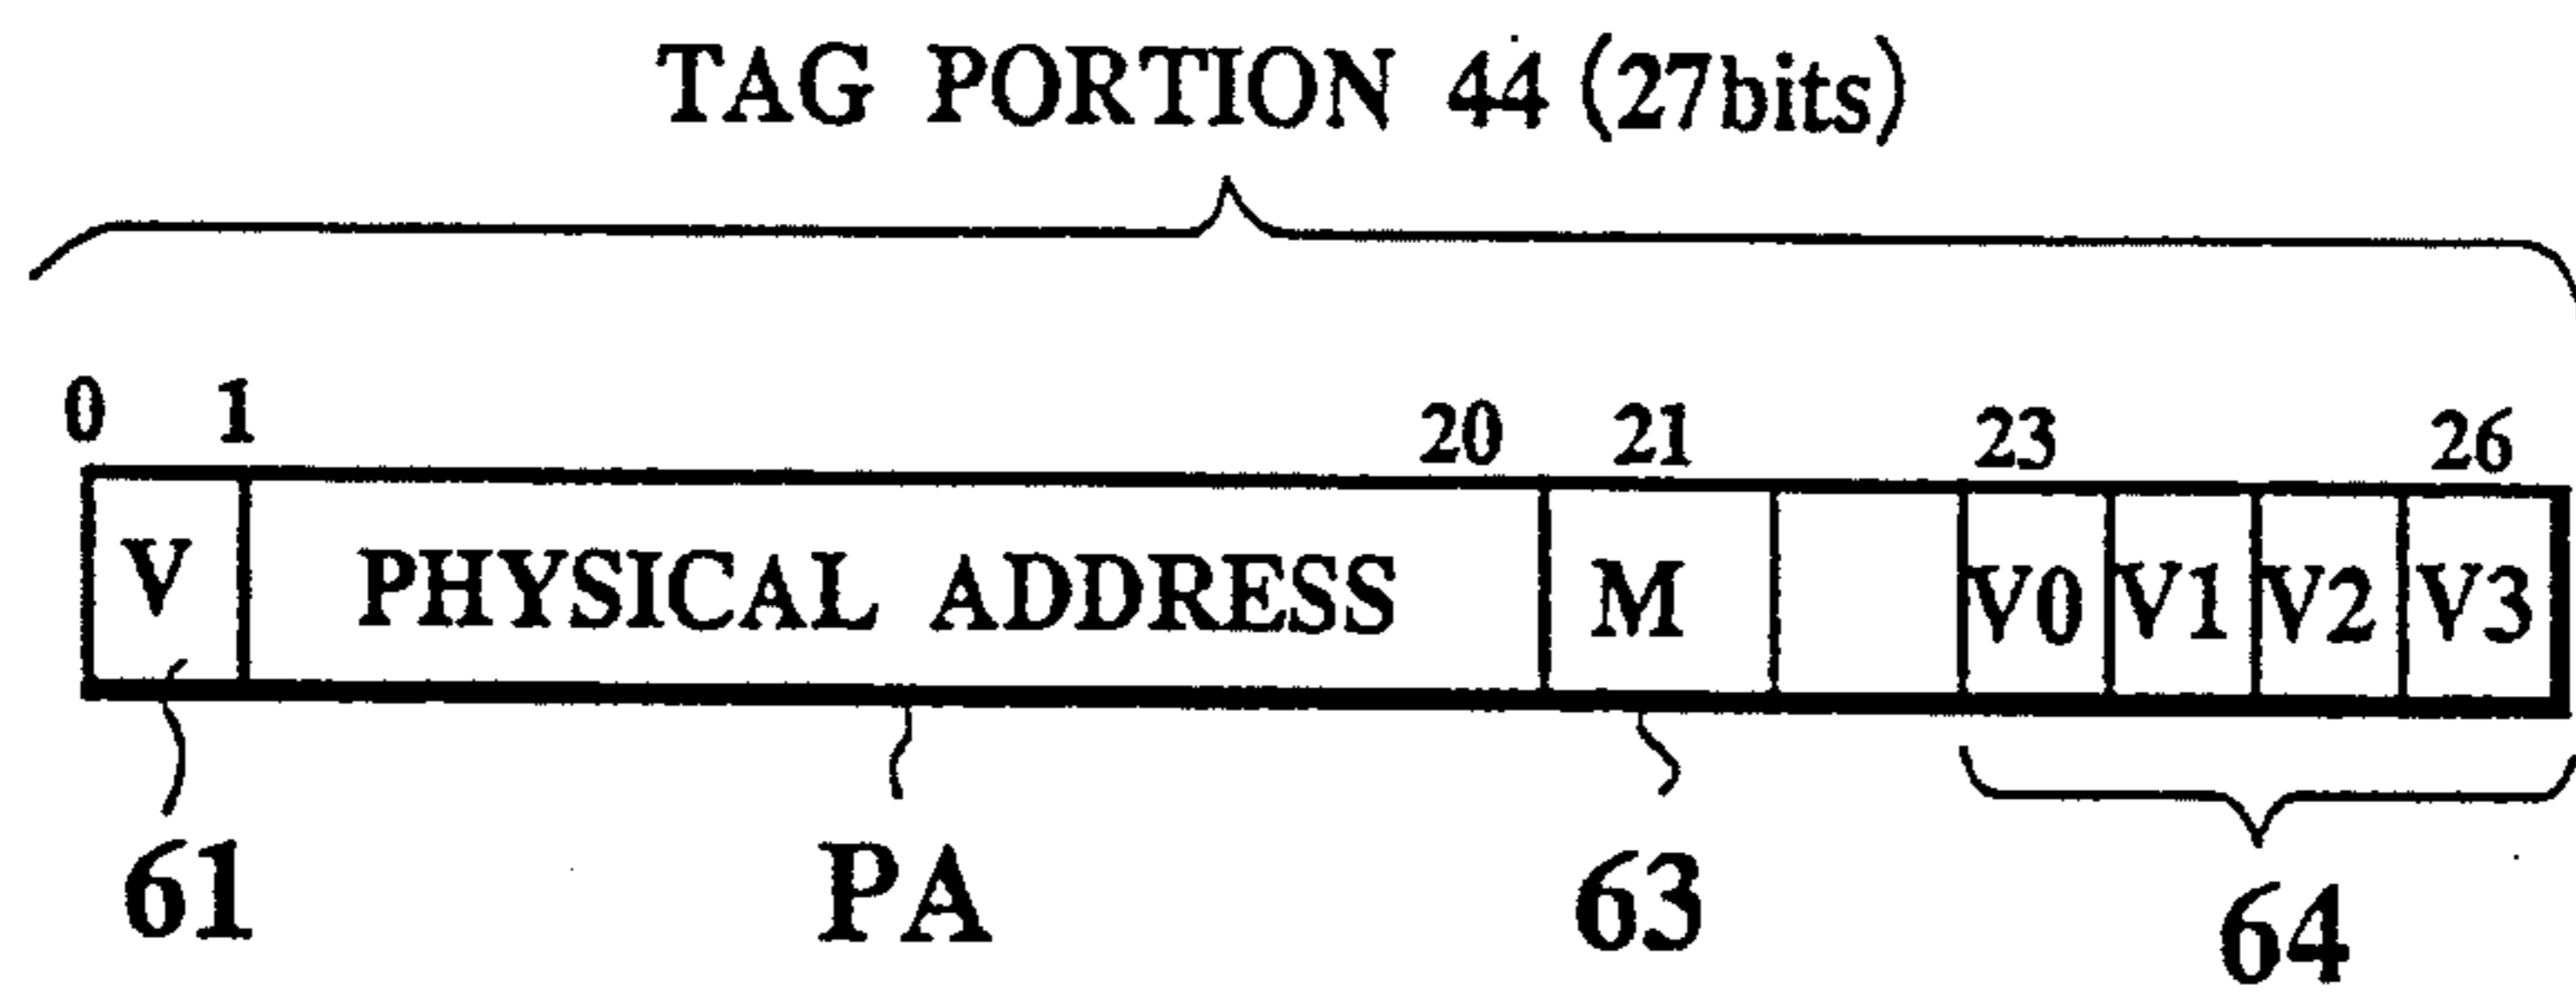 TAG PORTION 44 (27bits)
0 1 20 21 23 26
V PHYSICAL ADDRESS M V0 V1 V2 V3
61 PA 63 64